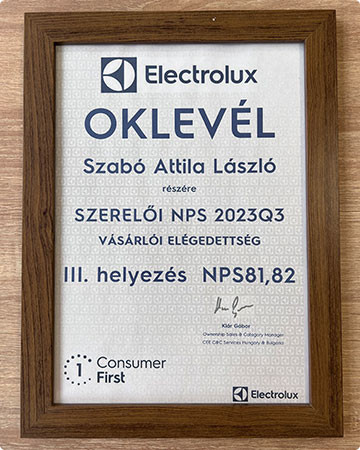 Electrolux
OKLEVÉL
Szabó Attila László
részére
SZERELŐI NPS 2023Q3
VÁSÁRLÓI ELÉGEDETTSÉG
III. helyezés NPS81,82
Klár Gábor
Ownership Sales & Category Manager
CEE C&C Services Hungary & Bulgaria
1 Consumer
First
Electrolux